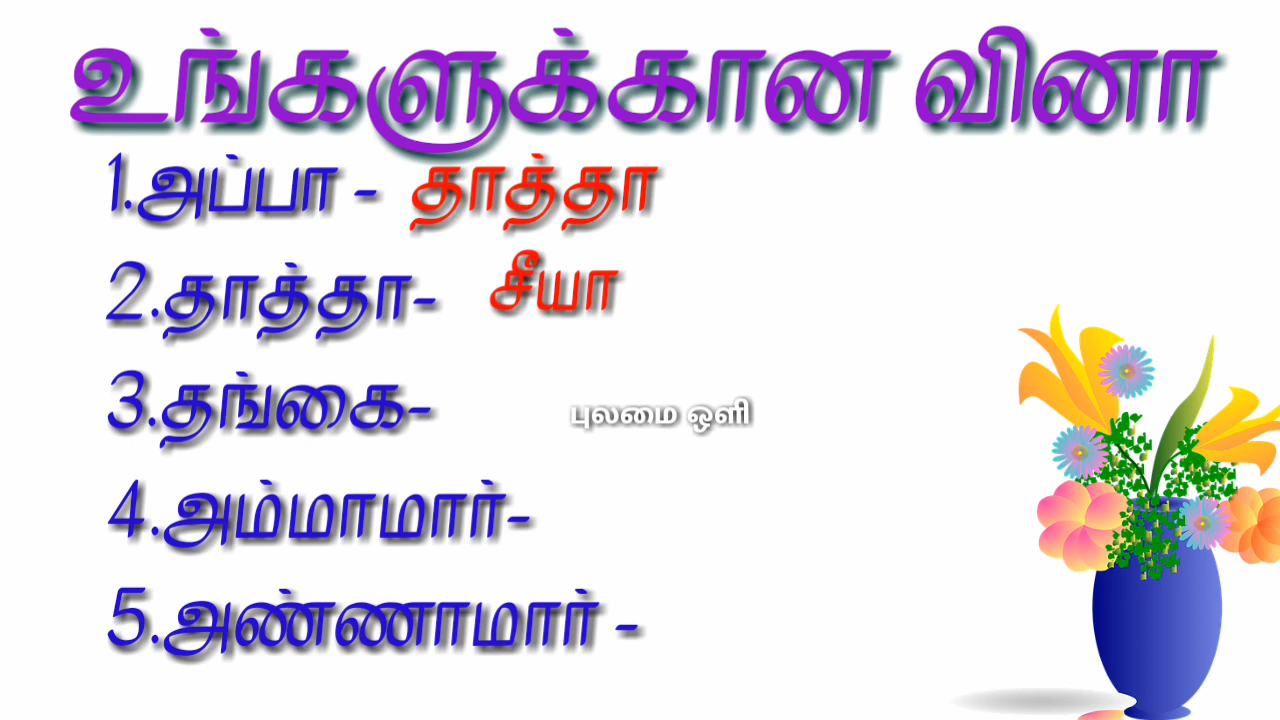 உங்களுக்கான வினா
1.அப்பா - தாத்தா
2.தாத்தா- சீயா
3.தங்கை-
புலமை ஒளி
4.அம்மாமார்-
5.அண்ணாமார் -